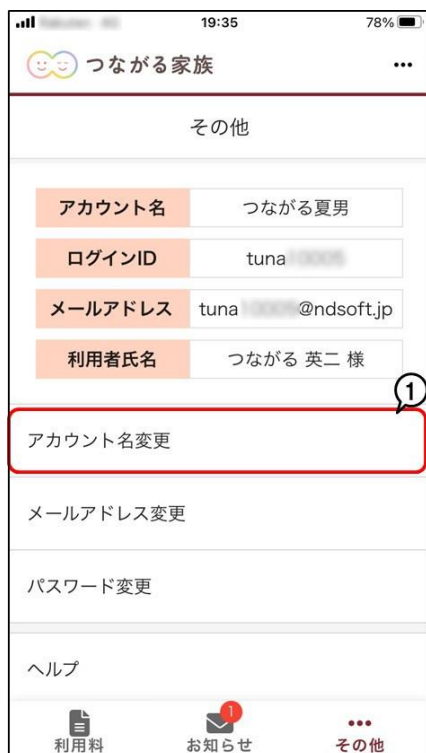 19:35
78%
つながる家族
その他
アカウント名 つながる夏男
ログインID tuna
メールアドレス tuna @ndsoft.jp
利用者氏名 つながる 英二 様
1
アカウント名変更
メールアドレス変更
パスワード変更
ヘルプ
1
利用料 お知らせ その他